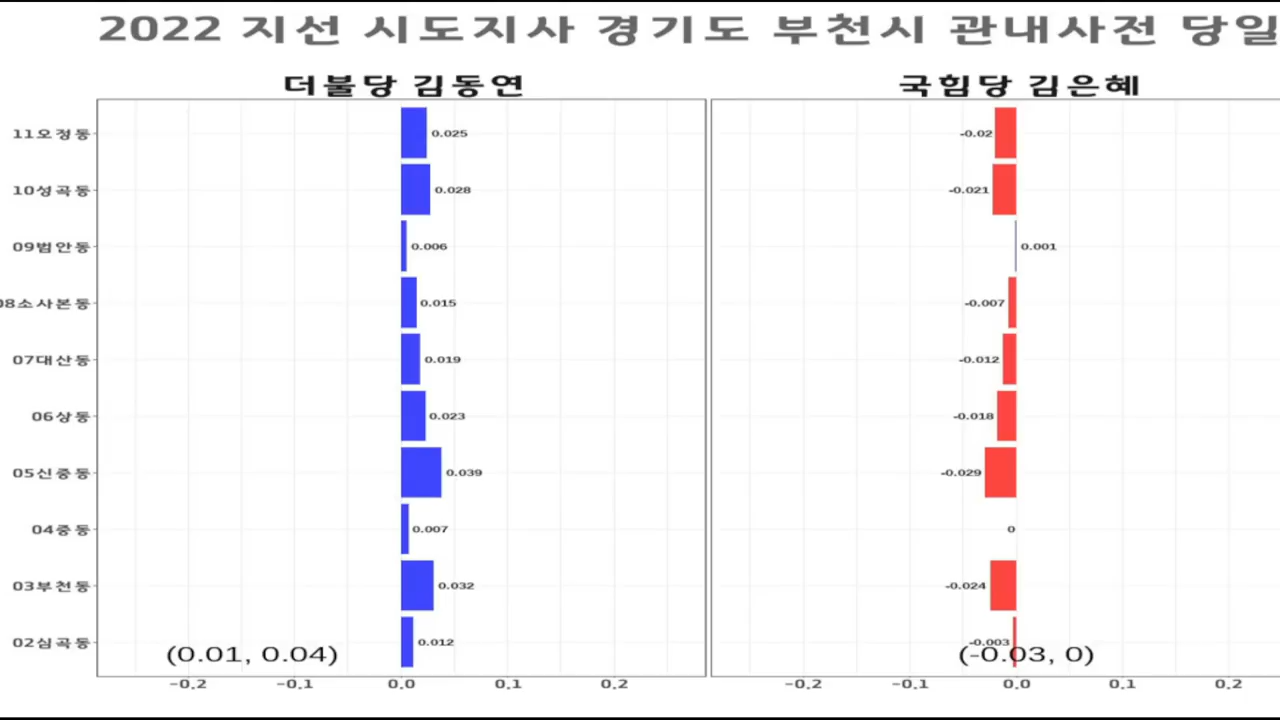 2022 지선 시도지사 경기도 부천시 관내사전 당일
더불당 김동연
국힘당 김은혜
11오정동 0.025 -0.02
10성곡동 0.028 -0.021
09범안동 0.006 0.001
08소사본동 0.015 -0.007
07대산동 0.019 -0.012
06상동 0.023 -0.018
05신중동 0.039 -0.029
04중동 0.007 0
03부천동 0.032 -0.024
02심곡동 0.012 -0.003
(0.01, 0.04) (-0.03, 0)
-0.2 -0.1 0.0 0.1 0.2 -0.2 -0.1 0.0 0.1 0.2